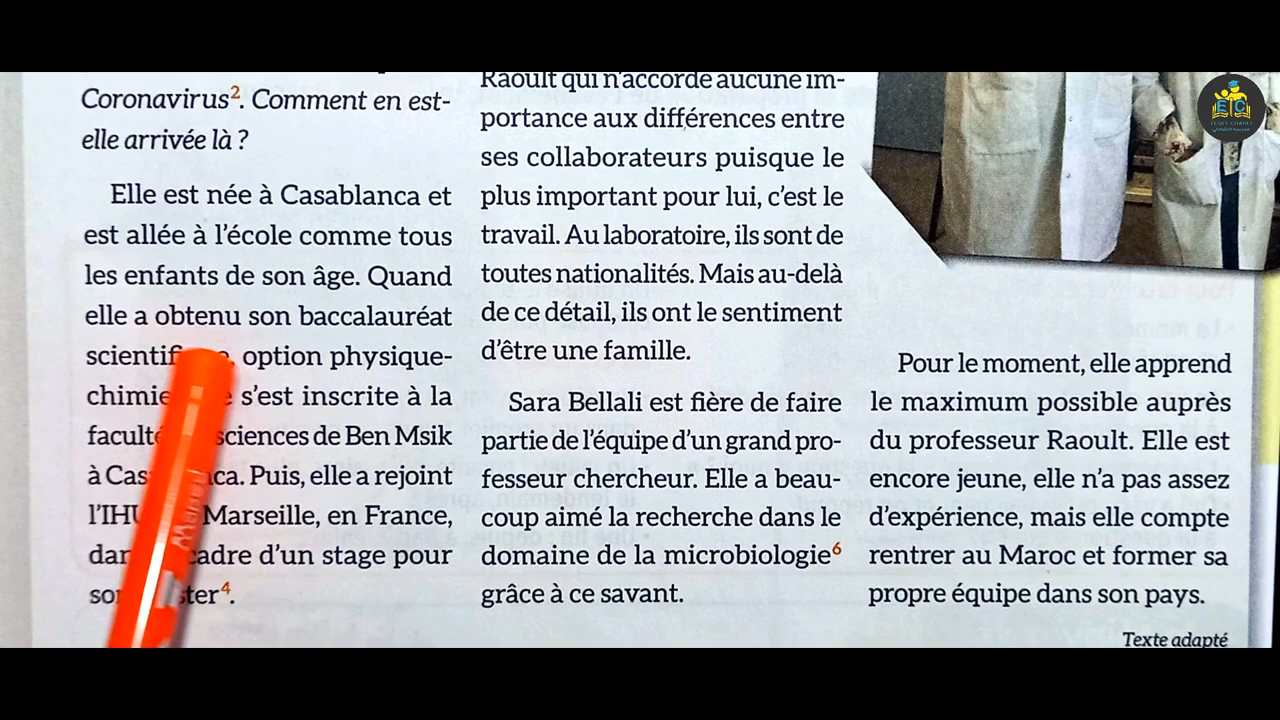 Coronavirus². Comment en est-
elle arrivée là ?
Elle est née à Casablanca et
est allée à l'école comme tous
les enfants de son âge. Quand
elle a obtenu son baccalauréat
option physique-
chimie s'est inscrite à la
faculté sciences de Ben Msik
à Puis, elle a rejoint
Marseille, en France,
cadre d'un stage pour
Raoult qui n'accorde aucune im-
portance aux différences entre
ses collaborateurs puisque le
plus important pour lui, c'est le
travail. Au laboratoire, ils sont de
toutes nationalités. Mais au-delà
de ce détail, ils ont le sentiment
d'être une famille.
Sara Bellali est fière de faire
partie de l'équipe d'un grand pro-
fesseur chercheur. Elle a beau-
coup aimé la recherche dans le
domaine de la microbiologie⁶
grâce à ce savant.
Pour le moment, elle apprend
le maximum possible auprès
du professeur Raoult. Elle est
encore jeune, elle n'a pas assez
d'expérience, mais elle compte
rentrer au Maroc et former sa
propre équipe dans son pays.
Texte adapté